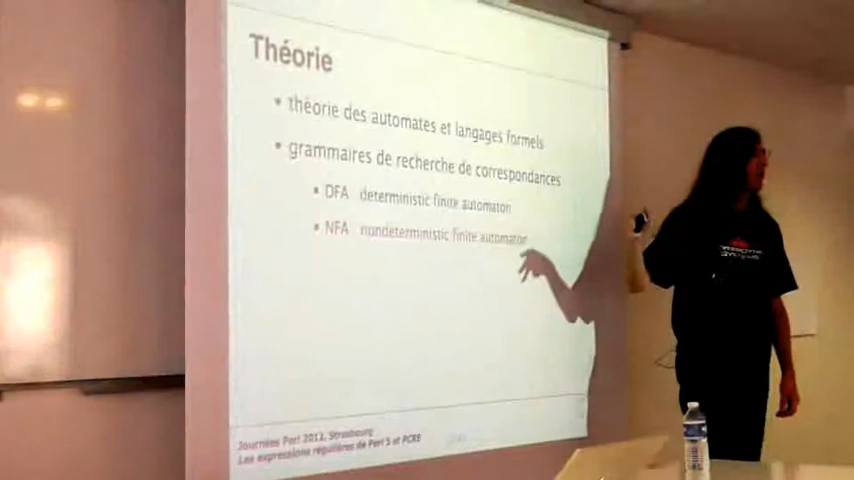 Théorie
• théorie des automates et langages formels
• grammaires de recherche de correspondances
• DFA deterministic finite automaton
• NFA nondeterministic finite automaton
Journées Perl 2012, Strasbourg
Les expressions régulières de Perl 5 et PCRE